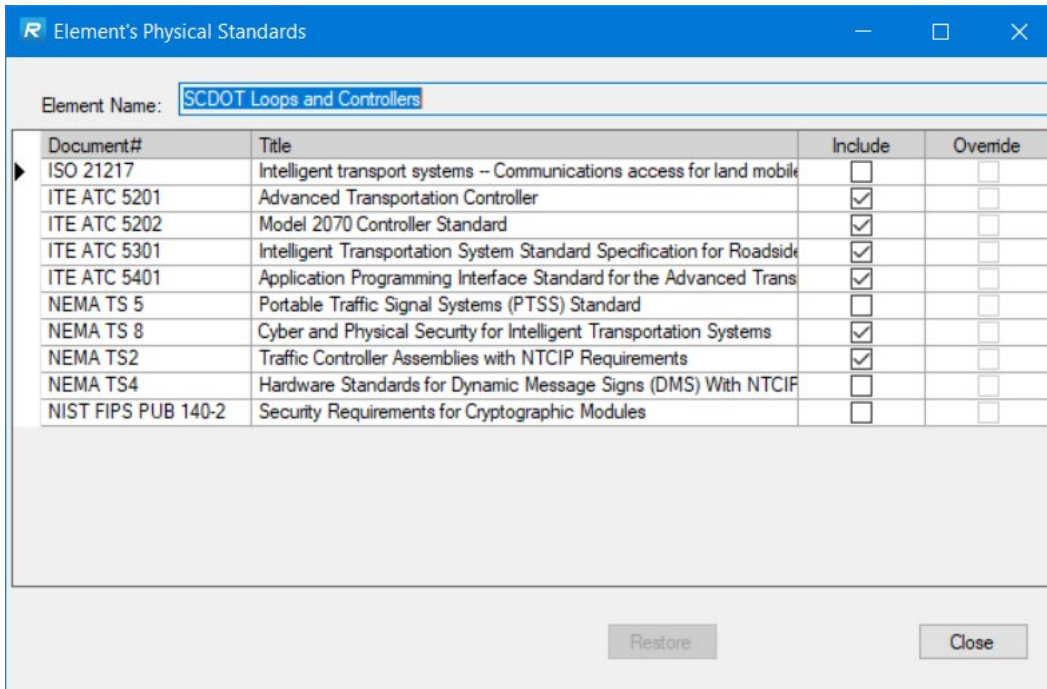 R Element's Physical Standards
Element Name: SCDOT Loops and Controllers
Document# Title Include Override
ISO 21217 Intelligent transport systems -- Communications access for land mobile
ITE ATC 5201 Advanced Transportation Controller
ITE ATC 5202 Model 2070 Controller Standard
ITE ATC 5301 Intelligent Transportation System Standard Specification for Roadside
ITE ATC 5401 Application Programming Interface Standard for the Advanced Trans
NEMA TS 5 Portable Traffic Signal Systems (PTSS) Standard
NEMA TS 8 Cyber and Physical Security for Intelligent Transportation Systems
NEMA TS2 Traffic Controller Assemblies with NTCIP Requirements
NEMA TS4 Hardware Standards for Dynamic Message Signs (DMS) With NTCIP
NIST FIPS PUB 140-2 Security Requirements for Cryptographic Modules
Restore Close